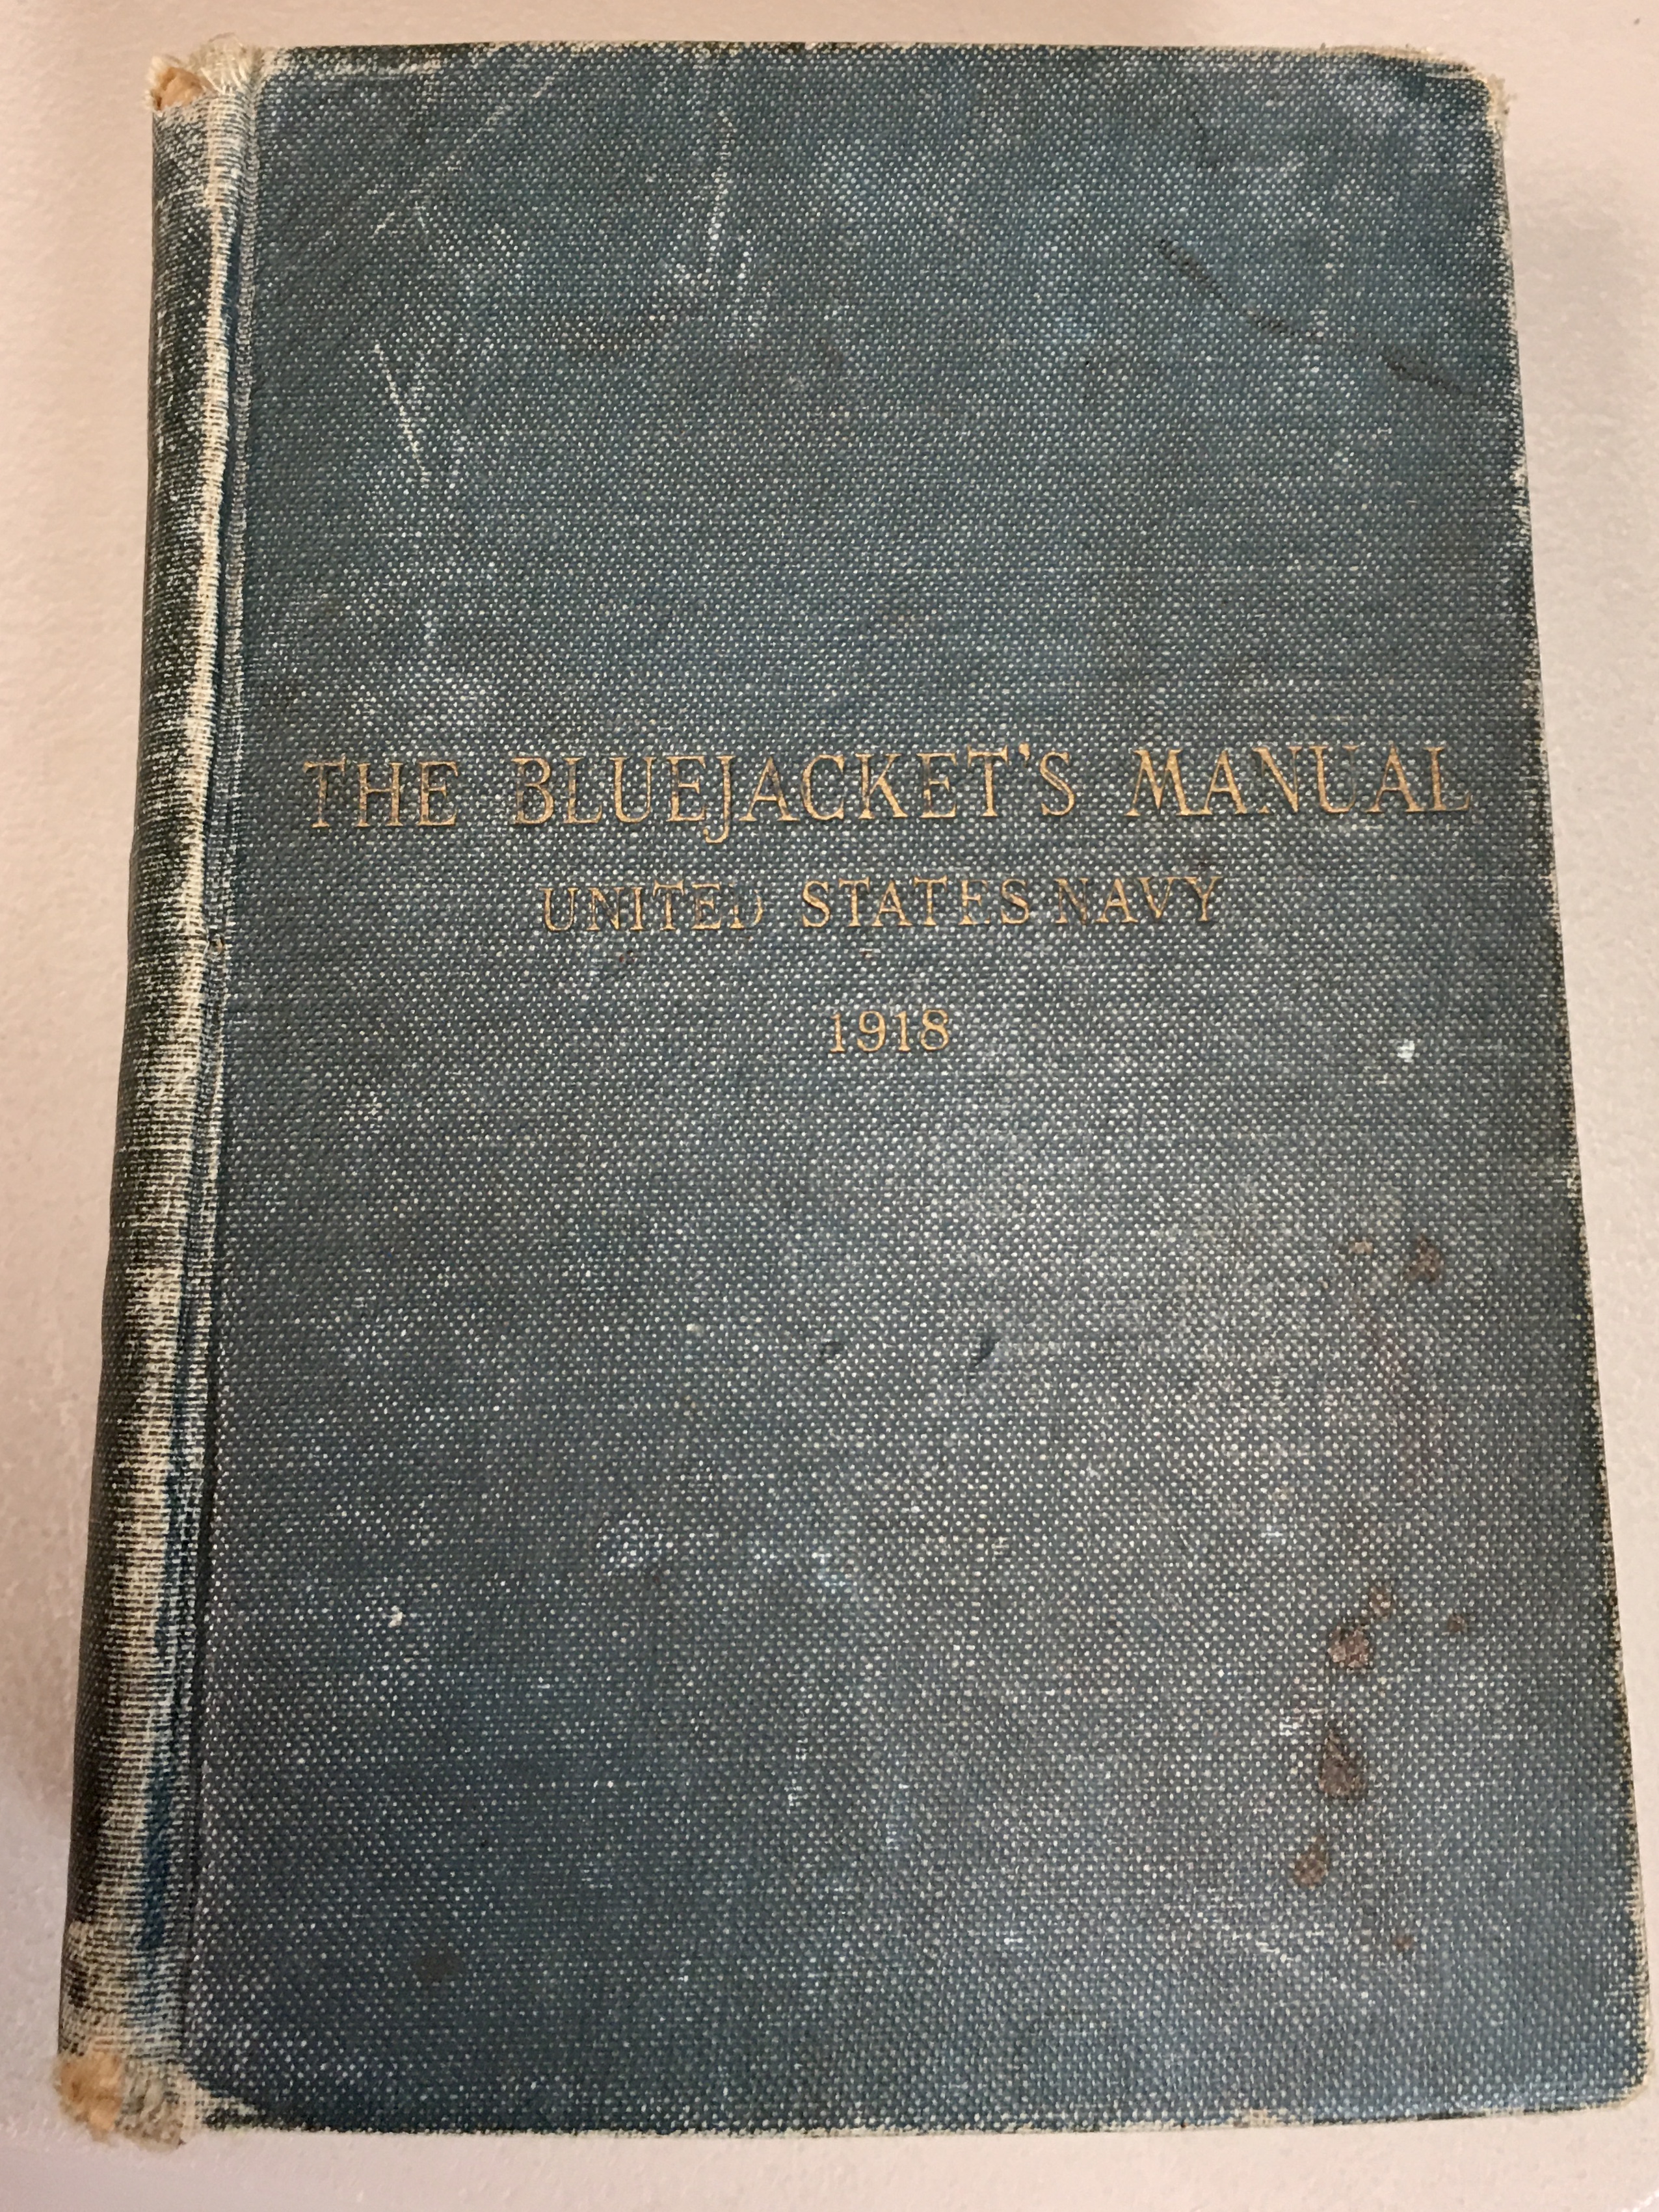 THE BLUEJACKET'S MANUAL
UNITED STATES NAVY
1918